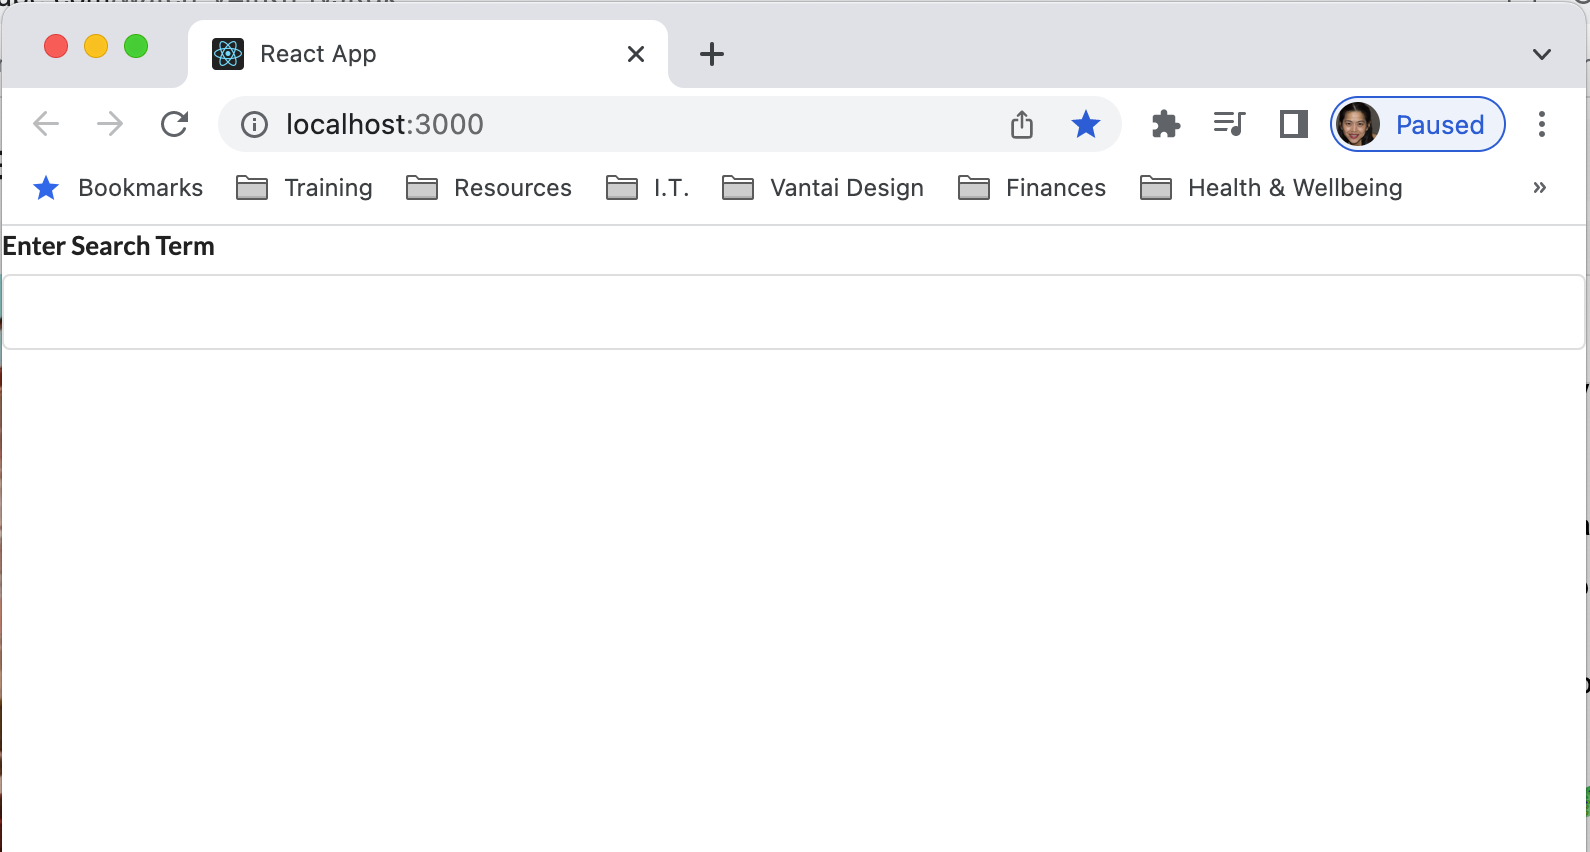 React App
localhost:3000
Paused
Bookmarks Training Resources I.T. Vantai Design Finances Health & Wellbeing »
Enter Search Term